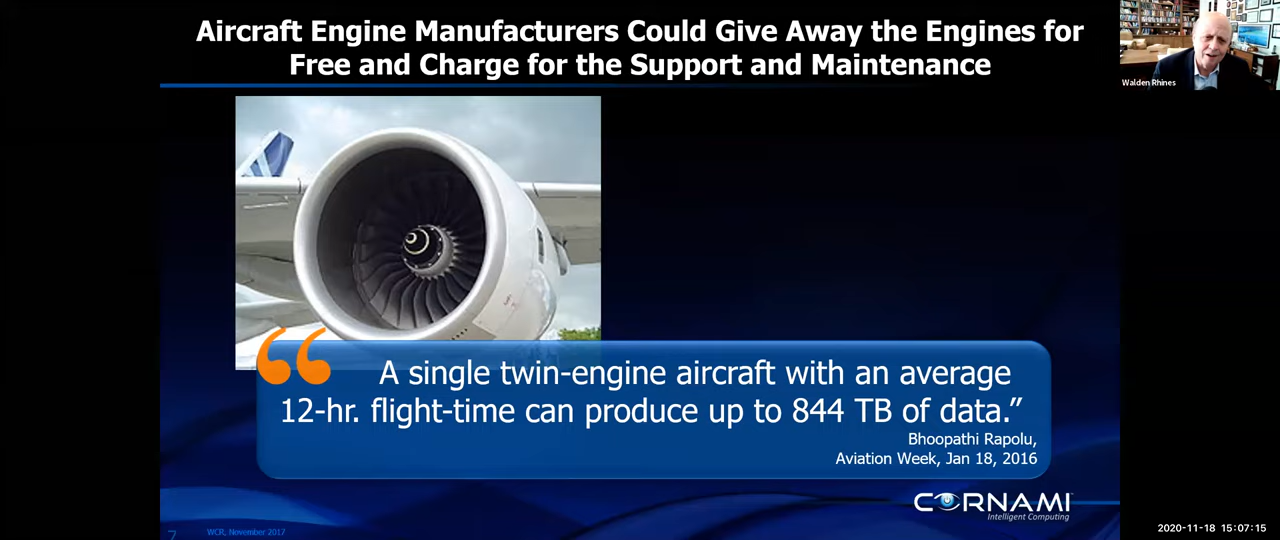 Aircraft Engine Manufacturers Could Give Away the Engines for
Free and Charge for the Support and Maintenance
Walden Rhines
“
A single twin-engine aircraft with an average
12-hr. flight-time can produce up to 844 TB of data.”
Bhoopathi Rapolu,
Aviation Week, Jan 18, 2016
CORNAMI
Intelligent Computing
7
WCR, November 2017
2020-11-18 15:07:15